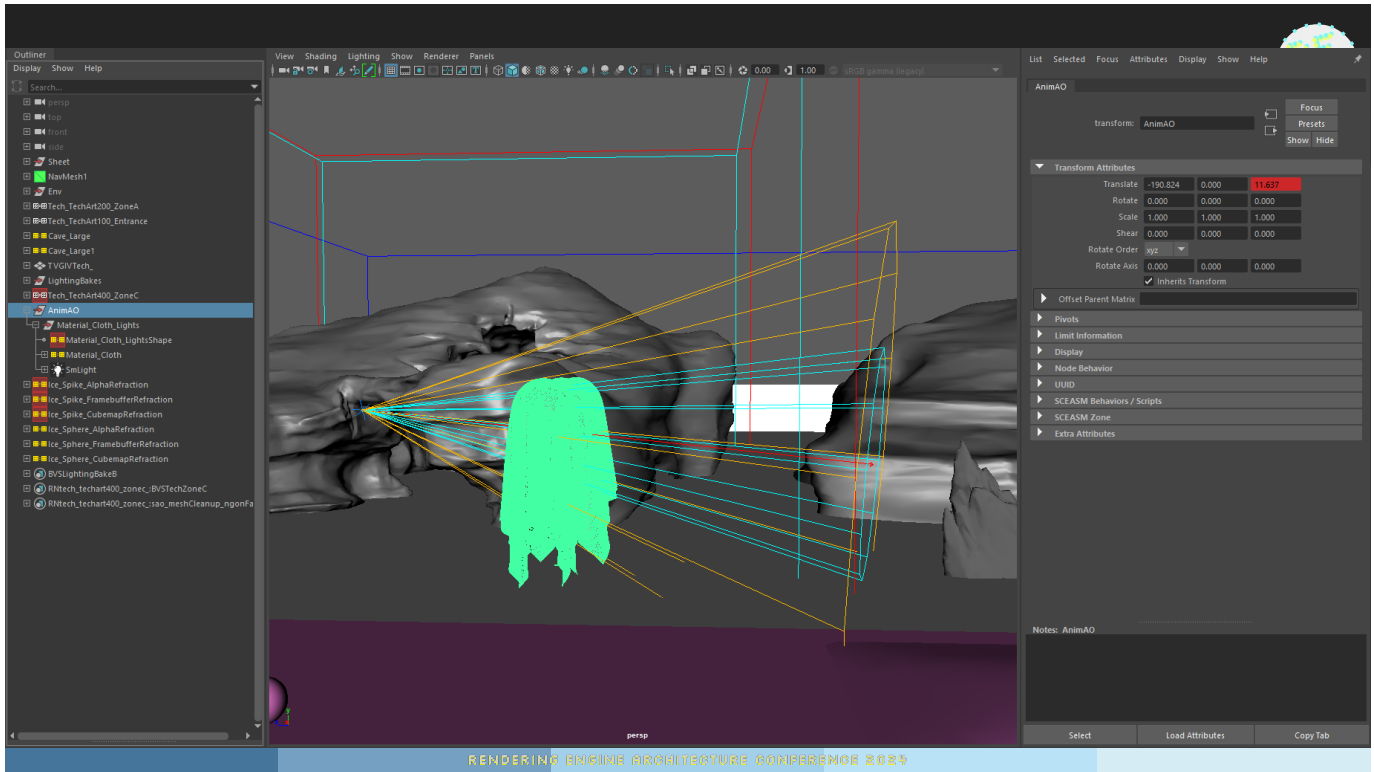 Outliner
Display Show Help
Search...
persp
top
front
side
Sheet
NavMesh1
Env
Tech_TechArt200_ZoneA
Tech_TechArt100_Entrance
Cave_Large
Cave_Large1
TVGIVTech_
LightingBakes
Tech_TechArt400_ZoneC
AnimAO
Material_Cloth_Lights
Material_Cloth_LightsShape
Material_Cloth
SmLight
Ice_Spike_AlphaRefraction
Ice_Spike_FramebufferRefraction
Ice_Spike_CubemapRefraction
Ice_Sphere_AlphaRefraction
Ice_Sphere_FramebufferRefraction
Ice_Sphere_CubemapRefraction
BVSLightingBakeB
RNtech_techart400_zonec_:BVSTechZoneC
RNtech_techart400_zonec_:sao_meshCleanup_ngonFa
View Shading Lighting Show Renderer Panels
0.00 1.00 sRGB gamma (legacy)
y
persp
List Selected Focus Attributes Display Show Help
AnimAO
transform: AnimAO
Focus
Presets
Show Hide
Transform Attributes
Translate -190.824 0.000 11.637
Rotate 0.000 0.000 0.000
Scale 1.000 1.000 1.000
Shear 0.000 0.000 0.000
Rotate Order xyz
Rotate Axis 0.000 0.000 0.000
Inherits Transform
Offset Parent Matrix
Pivots
Limit Information
Display
Node Behavior
UUID
SCEASM Behaviors / Scripts
SCEASM Zone
Extra Attributes
Notes: AnimAO
Select Load Attributes Copy Tab
RENDERING ENGINE ARCHITECTURE CONFERENCE 2024